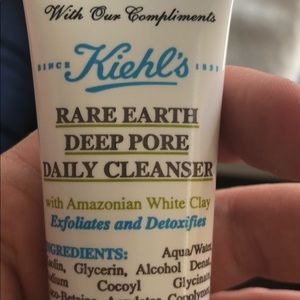 With Our Compliments
SINCE Kiehl's 1851
RARE EARTH
DEEP PORE
DAILY CLEANSER
with Amazonian White Clay
Exfoliates and Detoxifies
INGREDIENTS: Aqua/Water,
Glycerin, Alcohol Denat,
Cocoyl Glycinate,
Copolymer,